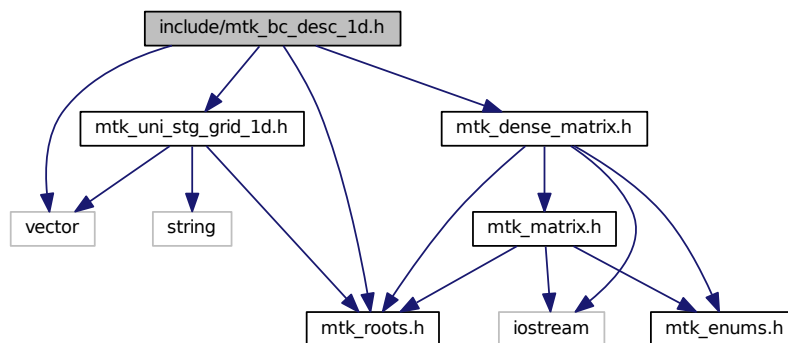 include/mtk_bc_desc_1d.h
mtk_uni_stg_grid_1d.h
mtk_dense_matrix.h
vector
string
mtk_matrix.h
mtk_roots.h
iostream
mtk_enums.h